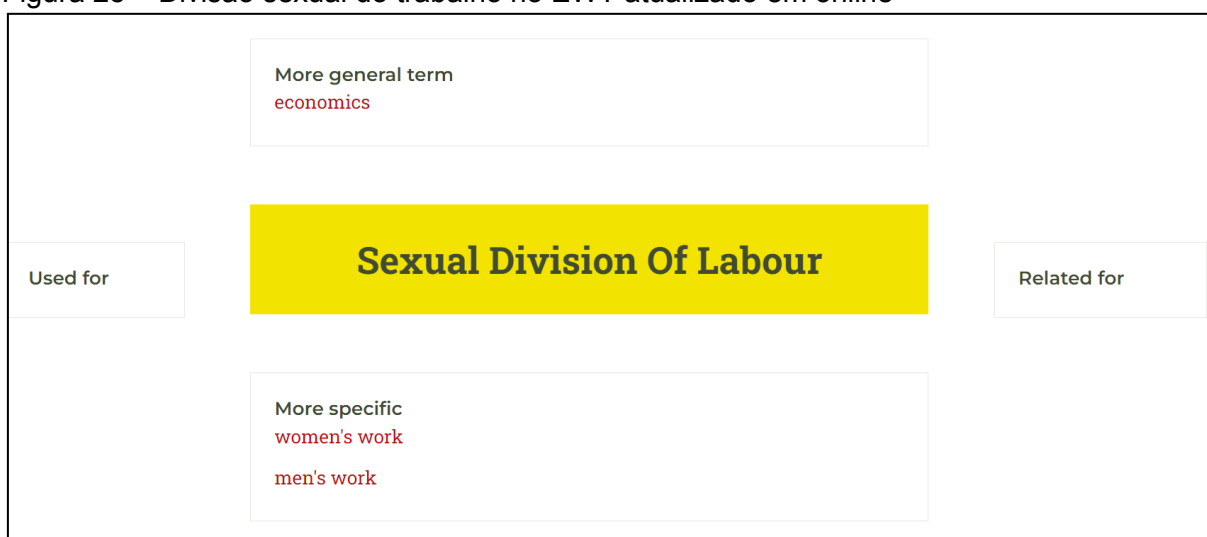 More general term
economics
Sexual Division Of Labour
Used for
Related for
More specific
women's work
men's work